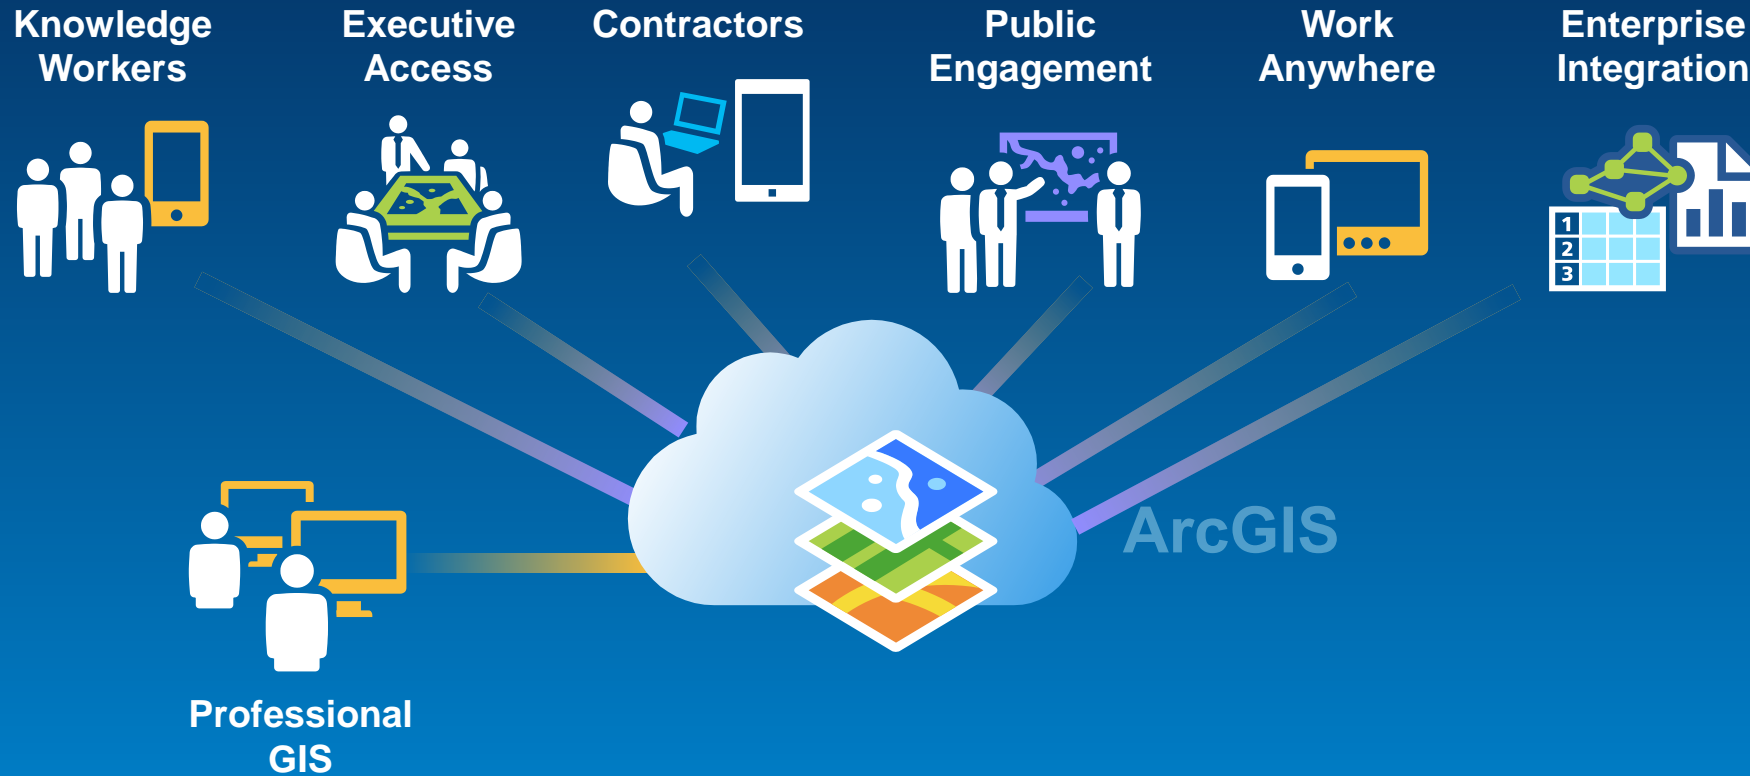 Knowledge
Workers
Executive
Access
Contractors
Public
Engagement
Work
Anywhere
Enterprise
Integration
1
2
3
ArcGIS
Professional
GIS